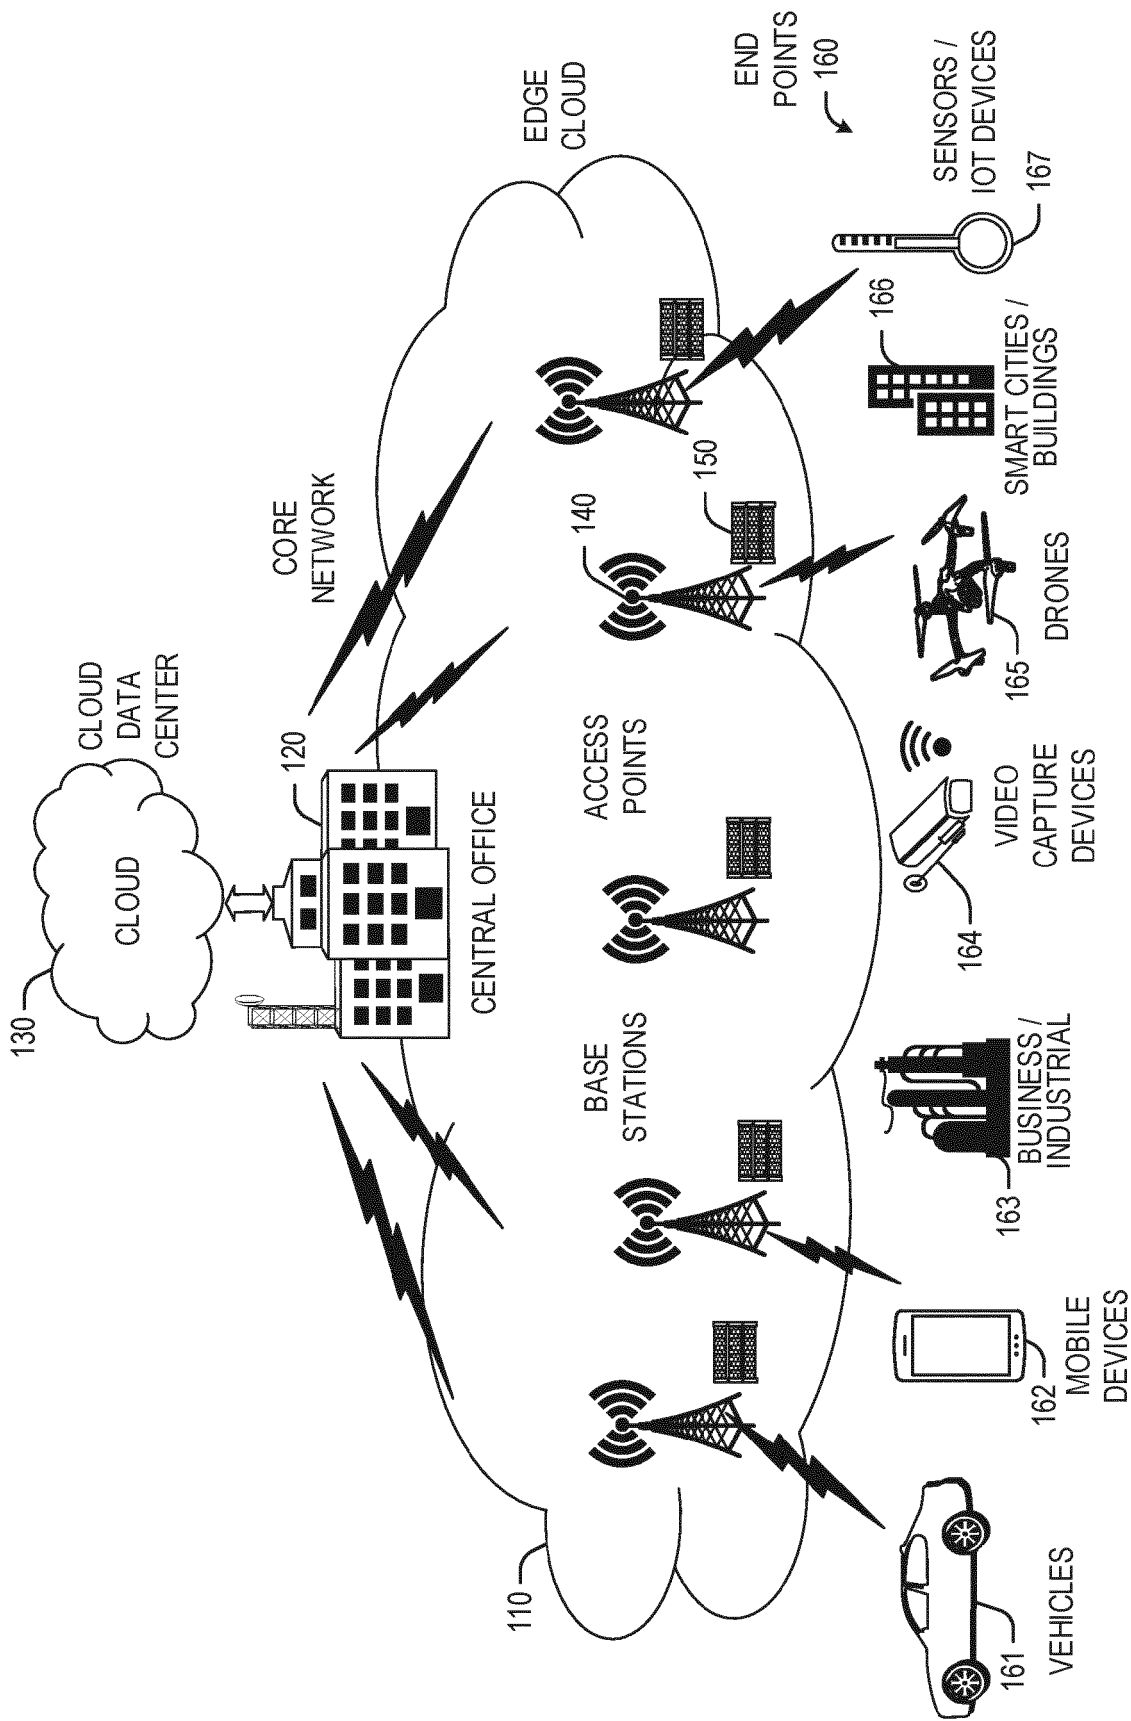 130
CLOUD
CLOUD
DATA
CENTER
120
CENTRAL OFFICE
CORE
NETWORK
EDGE
CLOUD
110
BASE
STATIONS
ACCESS
POINTS
140
150
END
POINTS
160
161
VEHICLES
162
MOBILE
DEVICES
163
BUSINESS /
INDUSTRIAL
164
VIDEO
CAPTURE
DEVICES
165
DRONES
166
SMART CITIES /
BUILDINGS
SENSORS /
IOT DEVICES
167